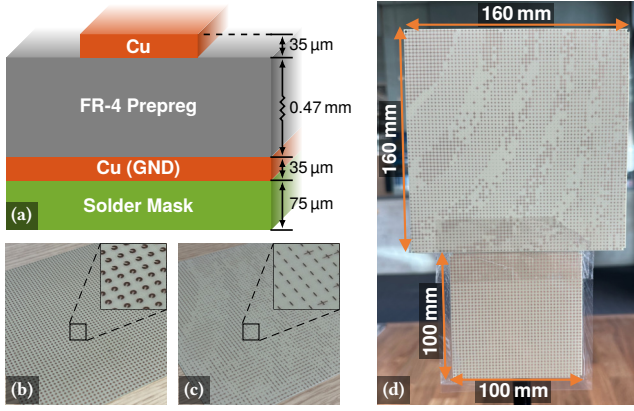 Cu
35 μm
FR-4 Prepreg
0.47 mm
Cu (GND)
35 μm
Solder Mask
75 μm
(a)
(b)
(c)
160 mm
160 mm
100 mm
100 mm
(d)